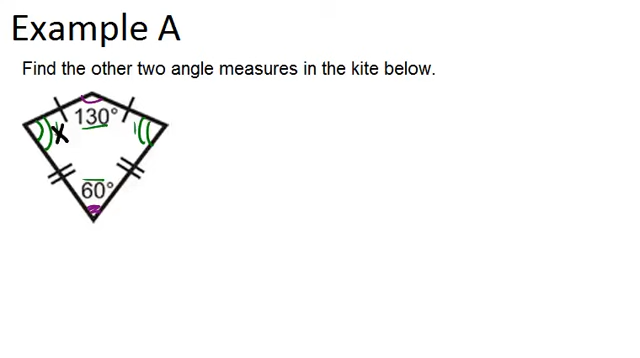 Example A
Find the other two angle measures in the kite below.
130°
x
60°